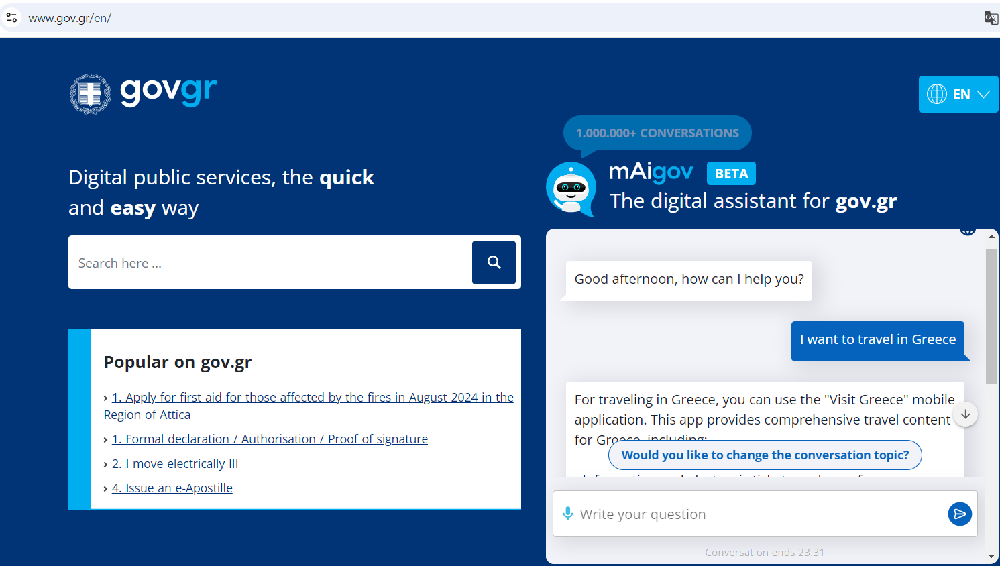 www.gov.gr/en/
govgr
EN
1.000.000+ CONVERSATIONS
mAigov BETA
The digital assistant for gov.gr
Digital public services, the quick
and easy way
Search here ...
Popular on gov.gr
› 1. Apply for first aid for those affected by the fires in August 2024 in the
Region of Attica
› 1. Formal declaration / Authorisation / Proof of signature
› 2. I move electrically III
› 4. Issue an e-Apostille
Good afternoon, how can I help you?
I want to travel in Greece
For traveling in Greece, you can use the "Visit Greece" mobile
application. This app provides comprehensive travel content
for Greece, including:
Would you like to change the conversation topic?
Write your question
Conversation ends 23:31